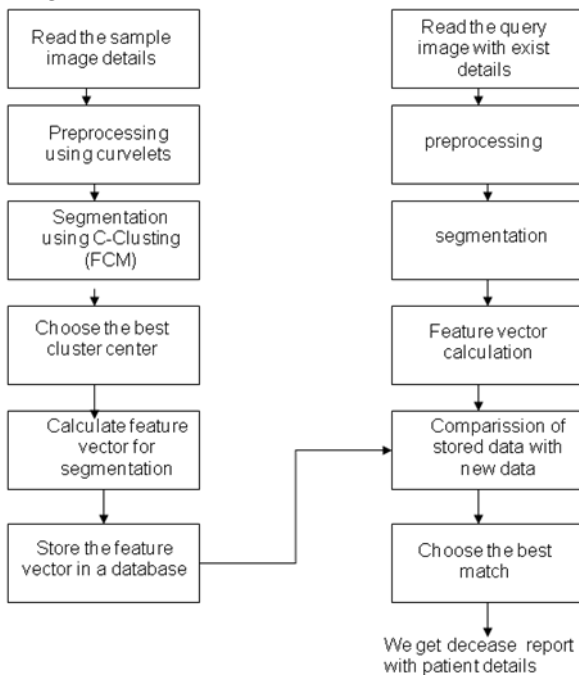 Read the sample
image details
Preprocessing
using curvelets
Segmentation
using C-Clusting
(FCM)
Choose the best
cluster center
Calculate feature
vector for
segmentation
Store the feature
vector in a database
Read the query
image with exist
details
preprocessing
segmentation
Feature vector
calculation
Comparission of
stored data with
new data
Choose the best
match
We get decease report
with patient details